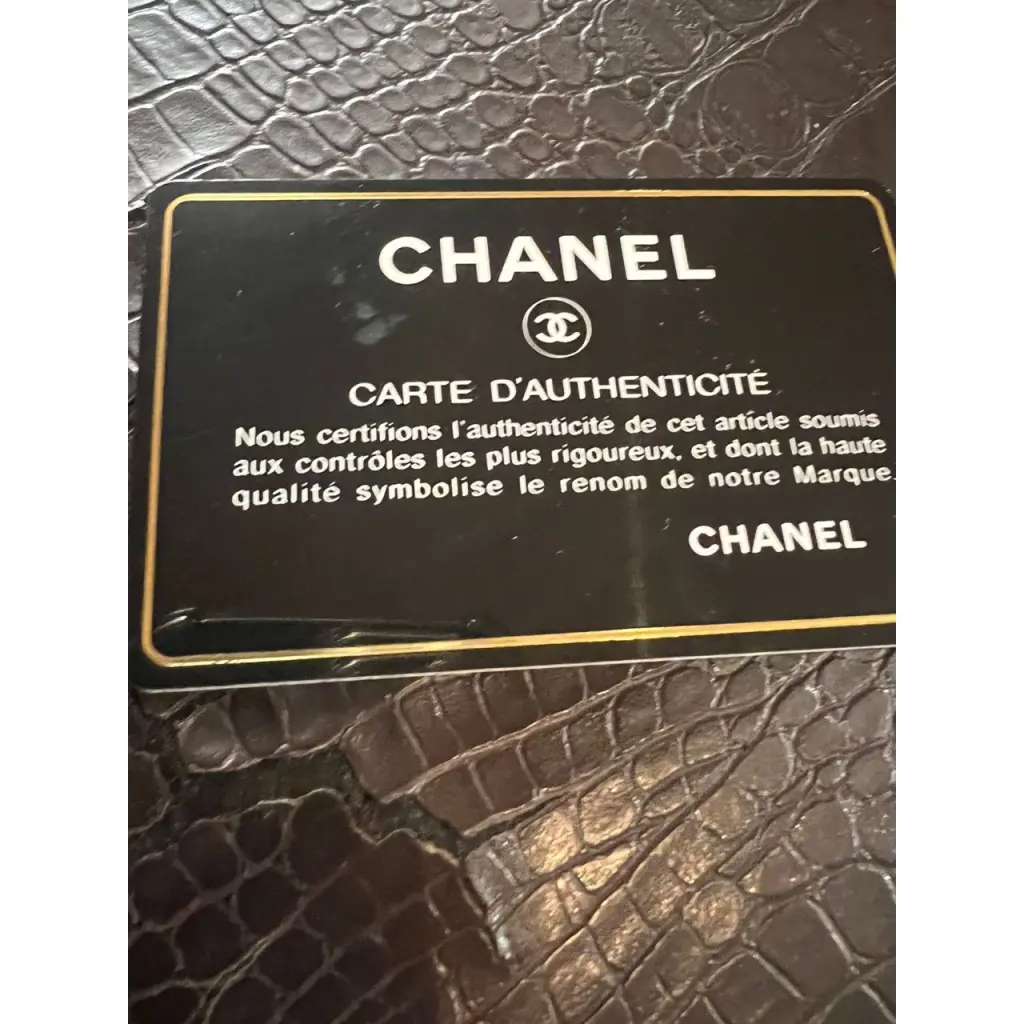 CHANEL
CARTE D'AUTHENTICITÉ
Nous certifions l'authenticité de cet article soumis
aux contrôles les plus rigoureux, et dont la haute
qualité symbolise le renom de notre Marque.
CHANEL